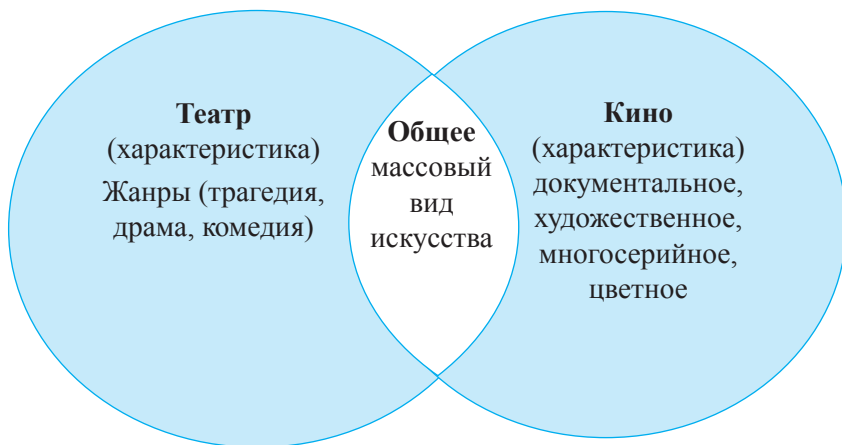 Театр
(характеристика)
Жанры (трагедия,
драма, комедия)
Общее
массовый
вид
искусства
Кино
(характеристика)
документальное,
художественное,
многосерийное,
цветное